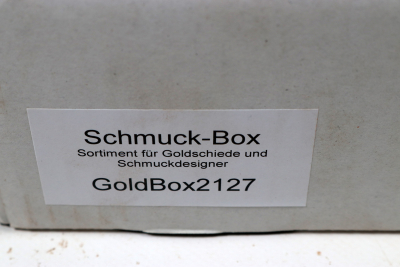 Schmuck-Box
Sortiment für Goldschiede und
Schmuckdesigner
GoldBox2127